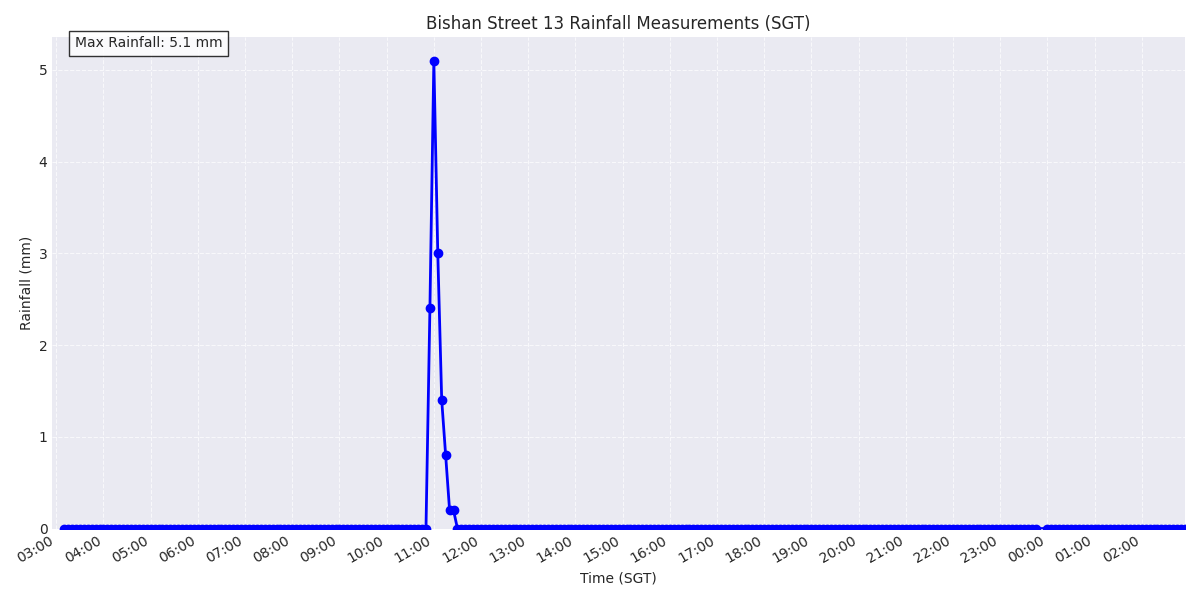 Bishan Street 13 Rainfall Measurements (SGT)
Max Rainfall: 5.1 mm
5
4
3
2
1
0
Rainfall (mm)
03:00 04:00 05:00 06:00 07:00 08:00 09:00 10:00 11:00 12:00 13:00 14:00 15:00 16:00 17:00 18:00 19:00 20:00 21:00 22:00 23:00 00:00 01:00 02:00
Time (SGT)